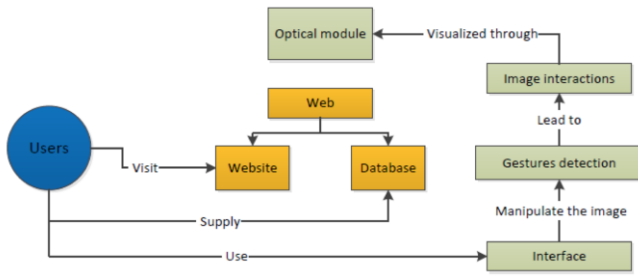 Optical module
Visualized through
Image interactions
Web
Lead to
Users
Visit
Website
Database
Gestures detection
Manipulate the image
Supply
Use
Interface